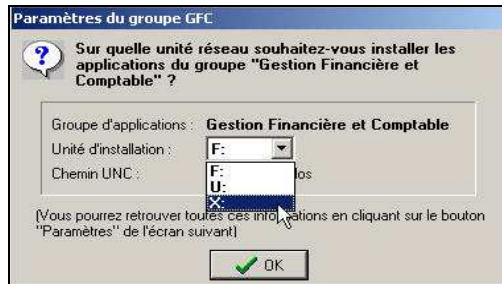 Paramètres du groupe GFC
Sur quelle unité réseau souhaitez-vous installer les
applications du groupe "Gestion Financière et
Comptable" ?
Groupe d'applications : Gestion Financière et Comptable
Unité d'installation : F:
F:
Chemin UNC : los
U:
X:
(Vous pourrez retrouver toutes ces informations en cliquant sur le bouton
"Paramètres" de l'écran suivant)
OK